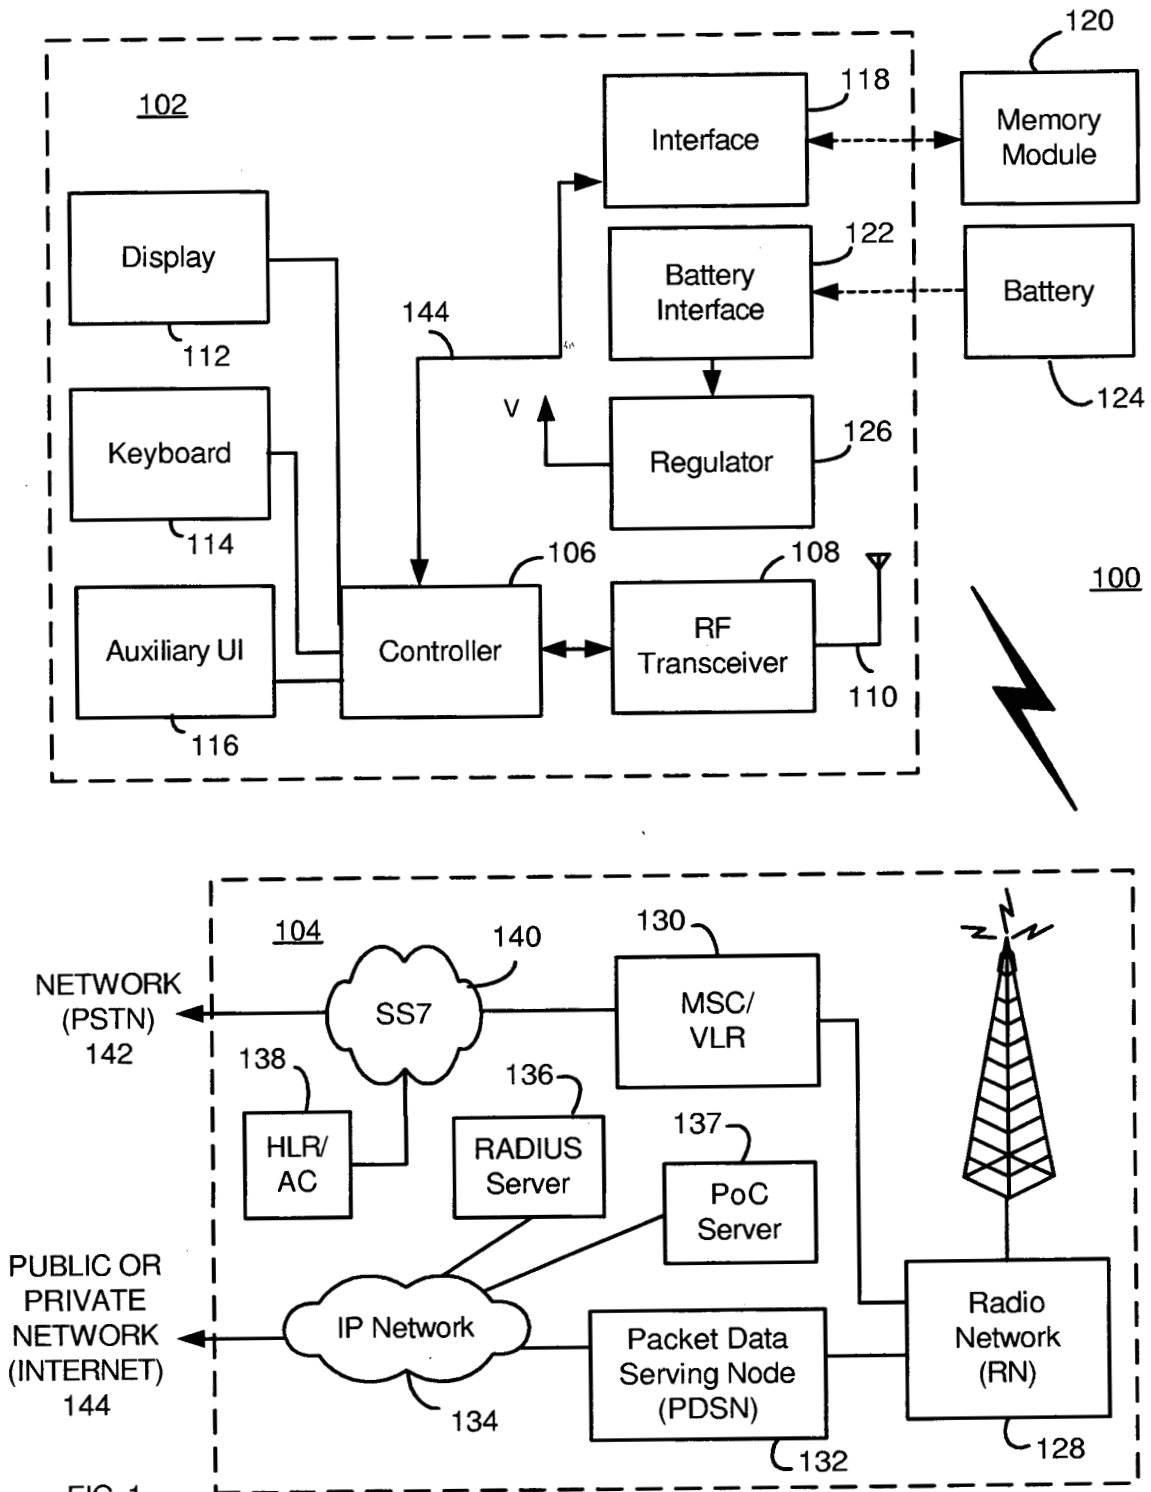 120
102
118
Interface
Memory
Module
122
Display
Battery
Interface
Battery
144
112
124
V
126
Keyboard
Regulator
114
106
108
100
Auxiliary UI
Controller
RF
Transceiver
110
116
104
130
140
NETWORK
(PSTN)
142
SS7
MSC/
VLR
138
136
137
HLR/
AC
RADIUS
Server
PoC
Server
PUBLIC OR
PRIVATE
NETWORK
(INTERNET)
144
IP Network
Packet Data
Serving Node
(PDSN)
Radio
Network
(RN)
134
132
128
FIG. 1